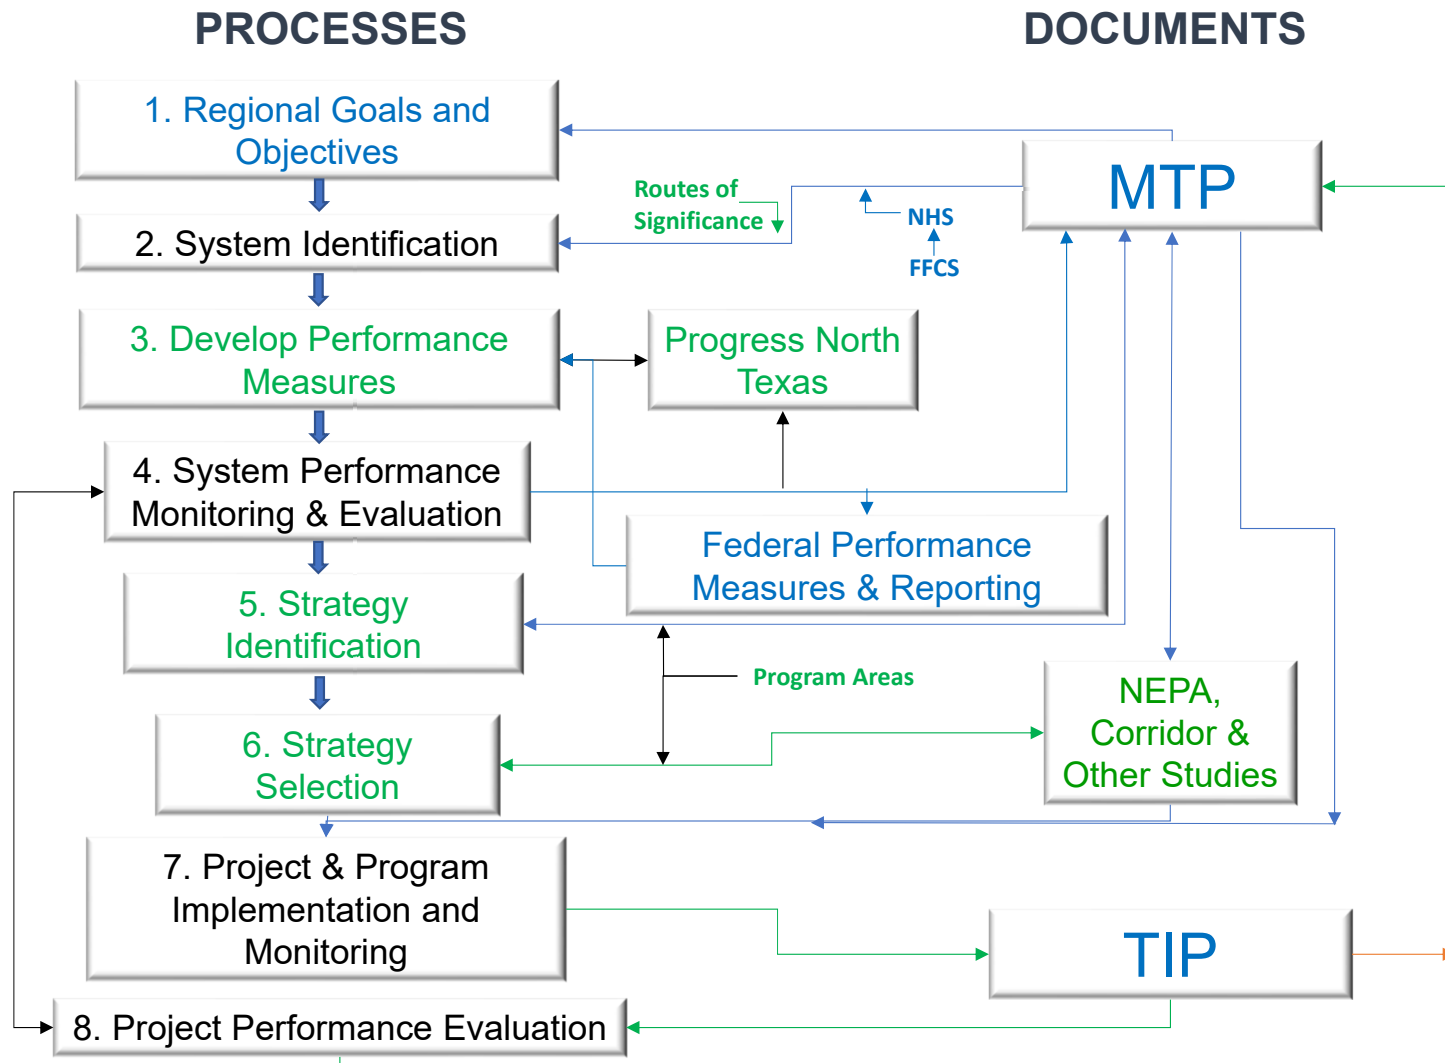 PROCESSES
DOCUMENTS
1. Regional Goals and
Objectives
MTP
Routes of
Significance
NHS
FFCS
2. System Identification
3. Develop Performance
Measures
Progress North
Texas
4. System Performance
Monitoring & Evaluation
Federal Performance
Measures & Reporting
5. Strategy
Identification
Program Areas
NEPA,
Corridor &
Other Studies
6. Strategy
Selection
7. Project & Program
Implementation and
Monitoring
TIP
8. Project Performance Evaluation